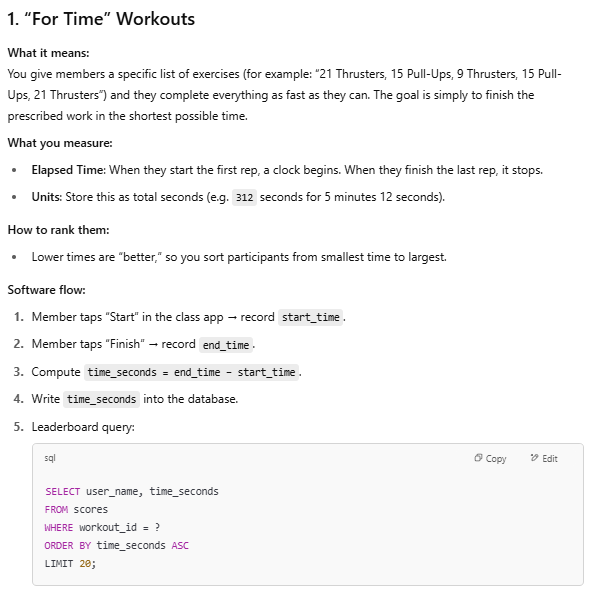 1. “For Time” Workouts
What it means:
You give members a specific list of exercises (for example: “21 Thrusters, 15 Pull-Ups, 9 Thrusters, 15 Pull-
Ups, 21 Thrusters”) and they complete everything as fast as they can. The goal is simply to finish the
prescribed work in the shortest possible time.
What you measure:
• Elapsed Time: When they start the first rep, a clock begins. When they finish the last rep, it stops.
• Units: Store this as total seconds (e.g. 312 seconds for 5 minutes 12 seconds).
How to rank them:
• Lower times are “better,” so you sort participants from smallest time to largest.
Software flow:
1. Member taps “Start” in the class app → record start_time.
2. Member taps “Finish” → record end_time.
3. Compute time_seconds = end_time - start_time.
4. Write time_seconds into the database.
5. Leaderboard query:
sql Copy Edit
SELECT user_name, time_seconds
FROM scores
WHERE workout_id = ?
ORDER BY time_seconds ASC
LIMIT 20;